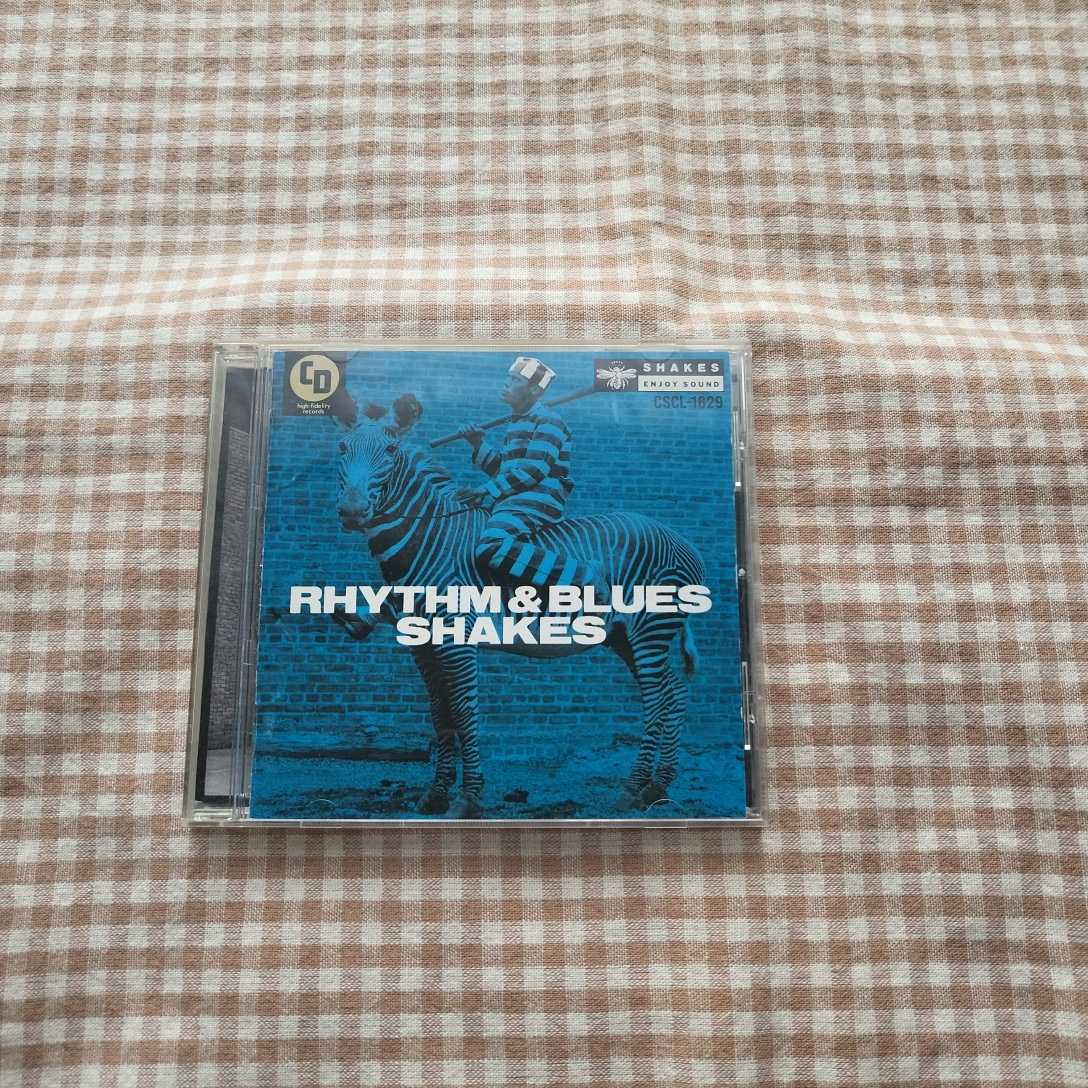 CD
high fidelity
records
SHAKES
ENJOY SOUND
CSCL-1629
RHYTHM & BLUES
SHAKES